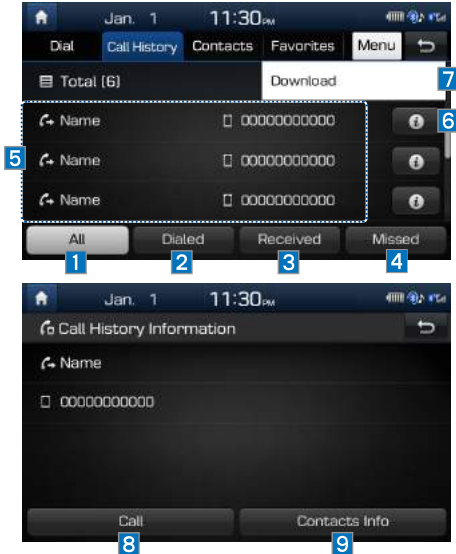 Jan. 1 11:30PM
Dial Call History Contacts Favorites Menu
Total (6) Download 7
Name 00000000000 6
5 Name 00000000000
Name 00000000000
All Dialed Received Missed
1 2 3 4
Jan. 1 11:30PM
Call History Information
Name
00000000000
Call Contacts Info
8 9